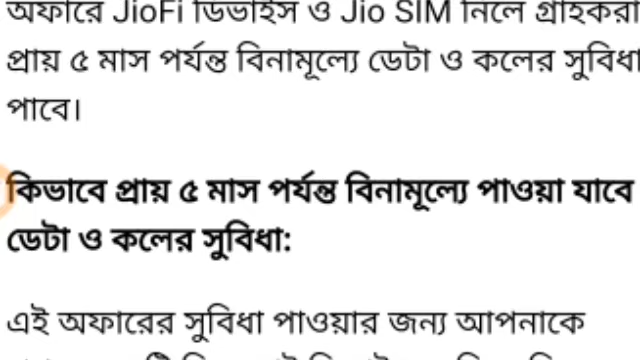 অফারে JioFi ডিভাইস ও Jio SIM নিলে গ্রাহকরা
প্রায় ৫ মাস পর্যন্ত বিনামূল্যে ডেটা ও কলের সুবিধা
পাবে।
কিভাবে প্রায় ৫ মাস পর্যন্ত বিনামূল্যে পাওয়া যাবে
ডেটা ও কলের সুবিধা:
এই অফারের সুবিধা পাওয়ার জন্য আপনাকে